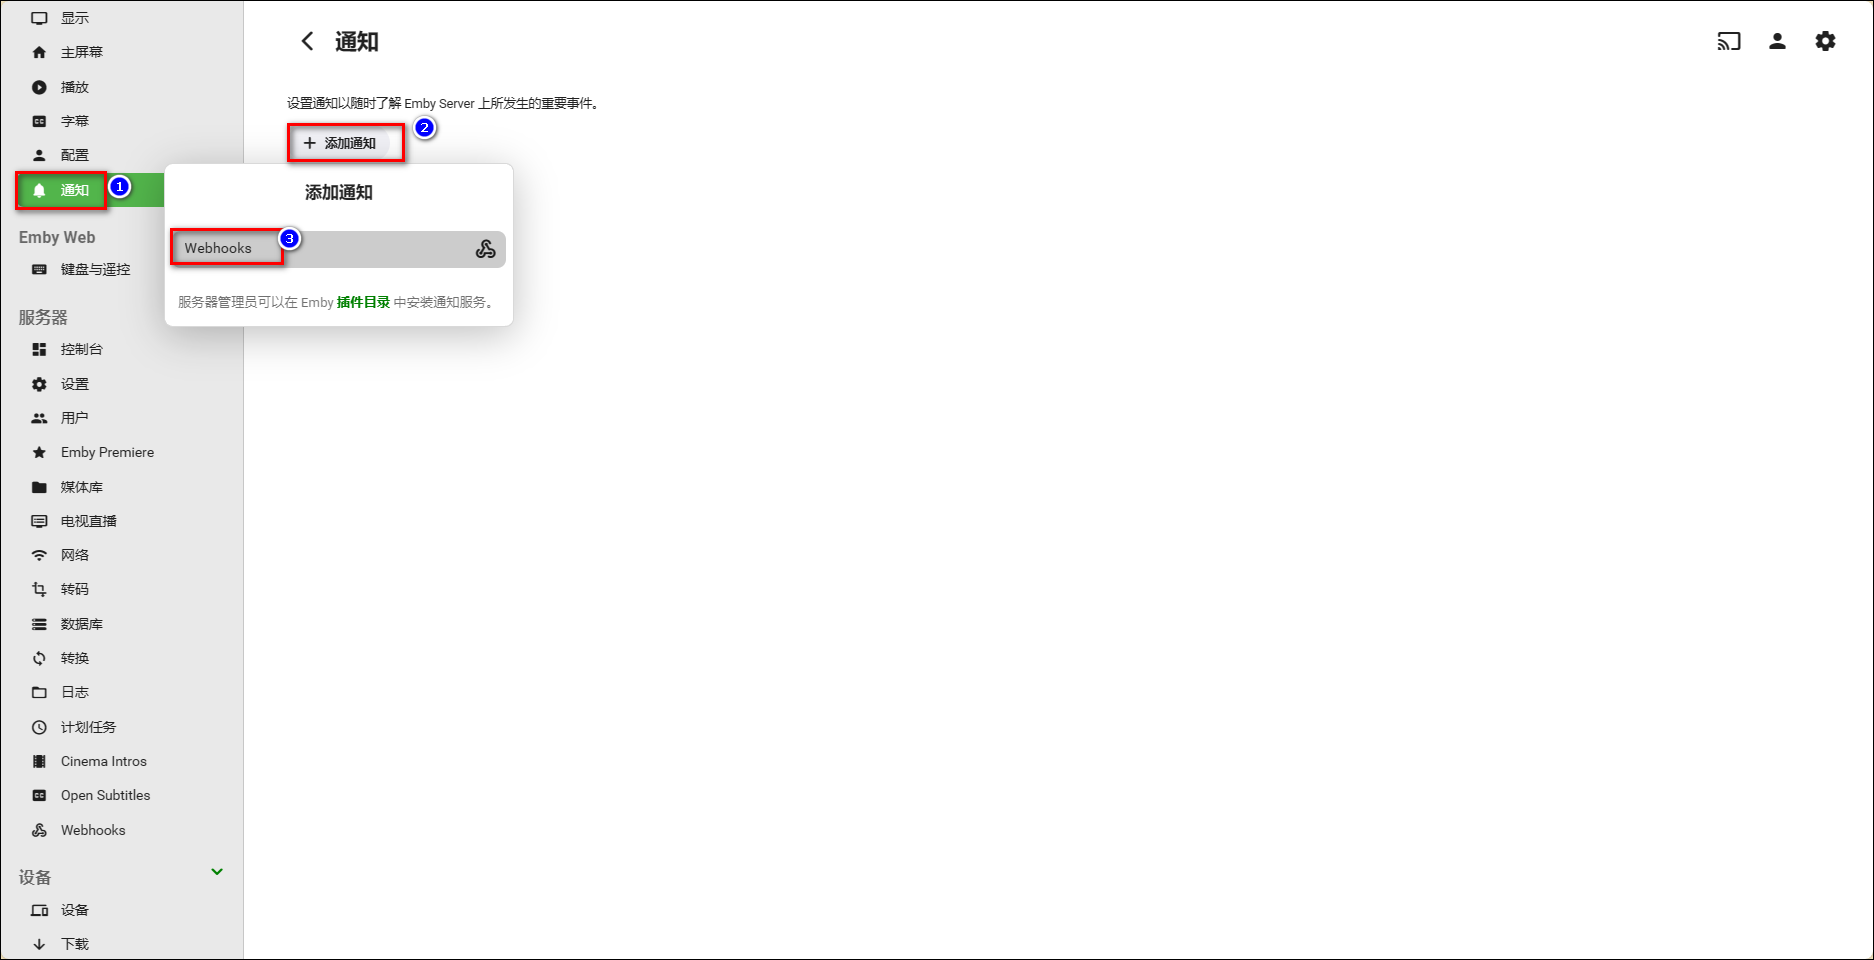 显示
主屏幕
播放
字幕
配置
通知
1
Emby Web
键盘与遥控
服务器
控制台
设置
用户
Emby Premiere
媒体库
电视直播
网络
转码
数据库
转换
日志
计划任务
Cinema Intros
Open Subtitles
Webhooks
设备
设备
下载
通知
设置通知以随时了解 Emby Server 上所发生的重要事件。
添加通知
2
添加通知
Webhooks
3
服务器管理员可以在 Emby 插件目录 中安装通知服务。